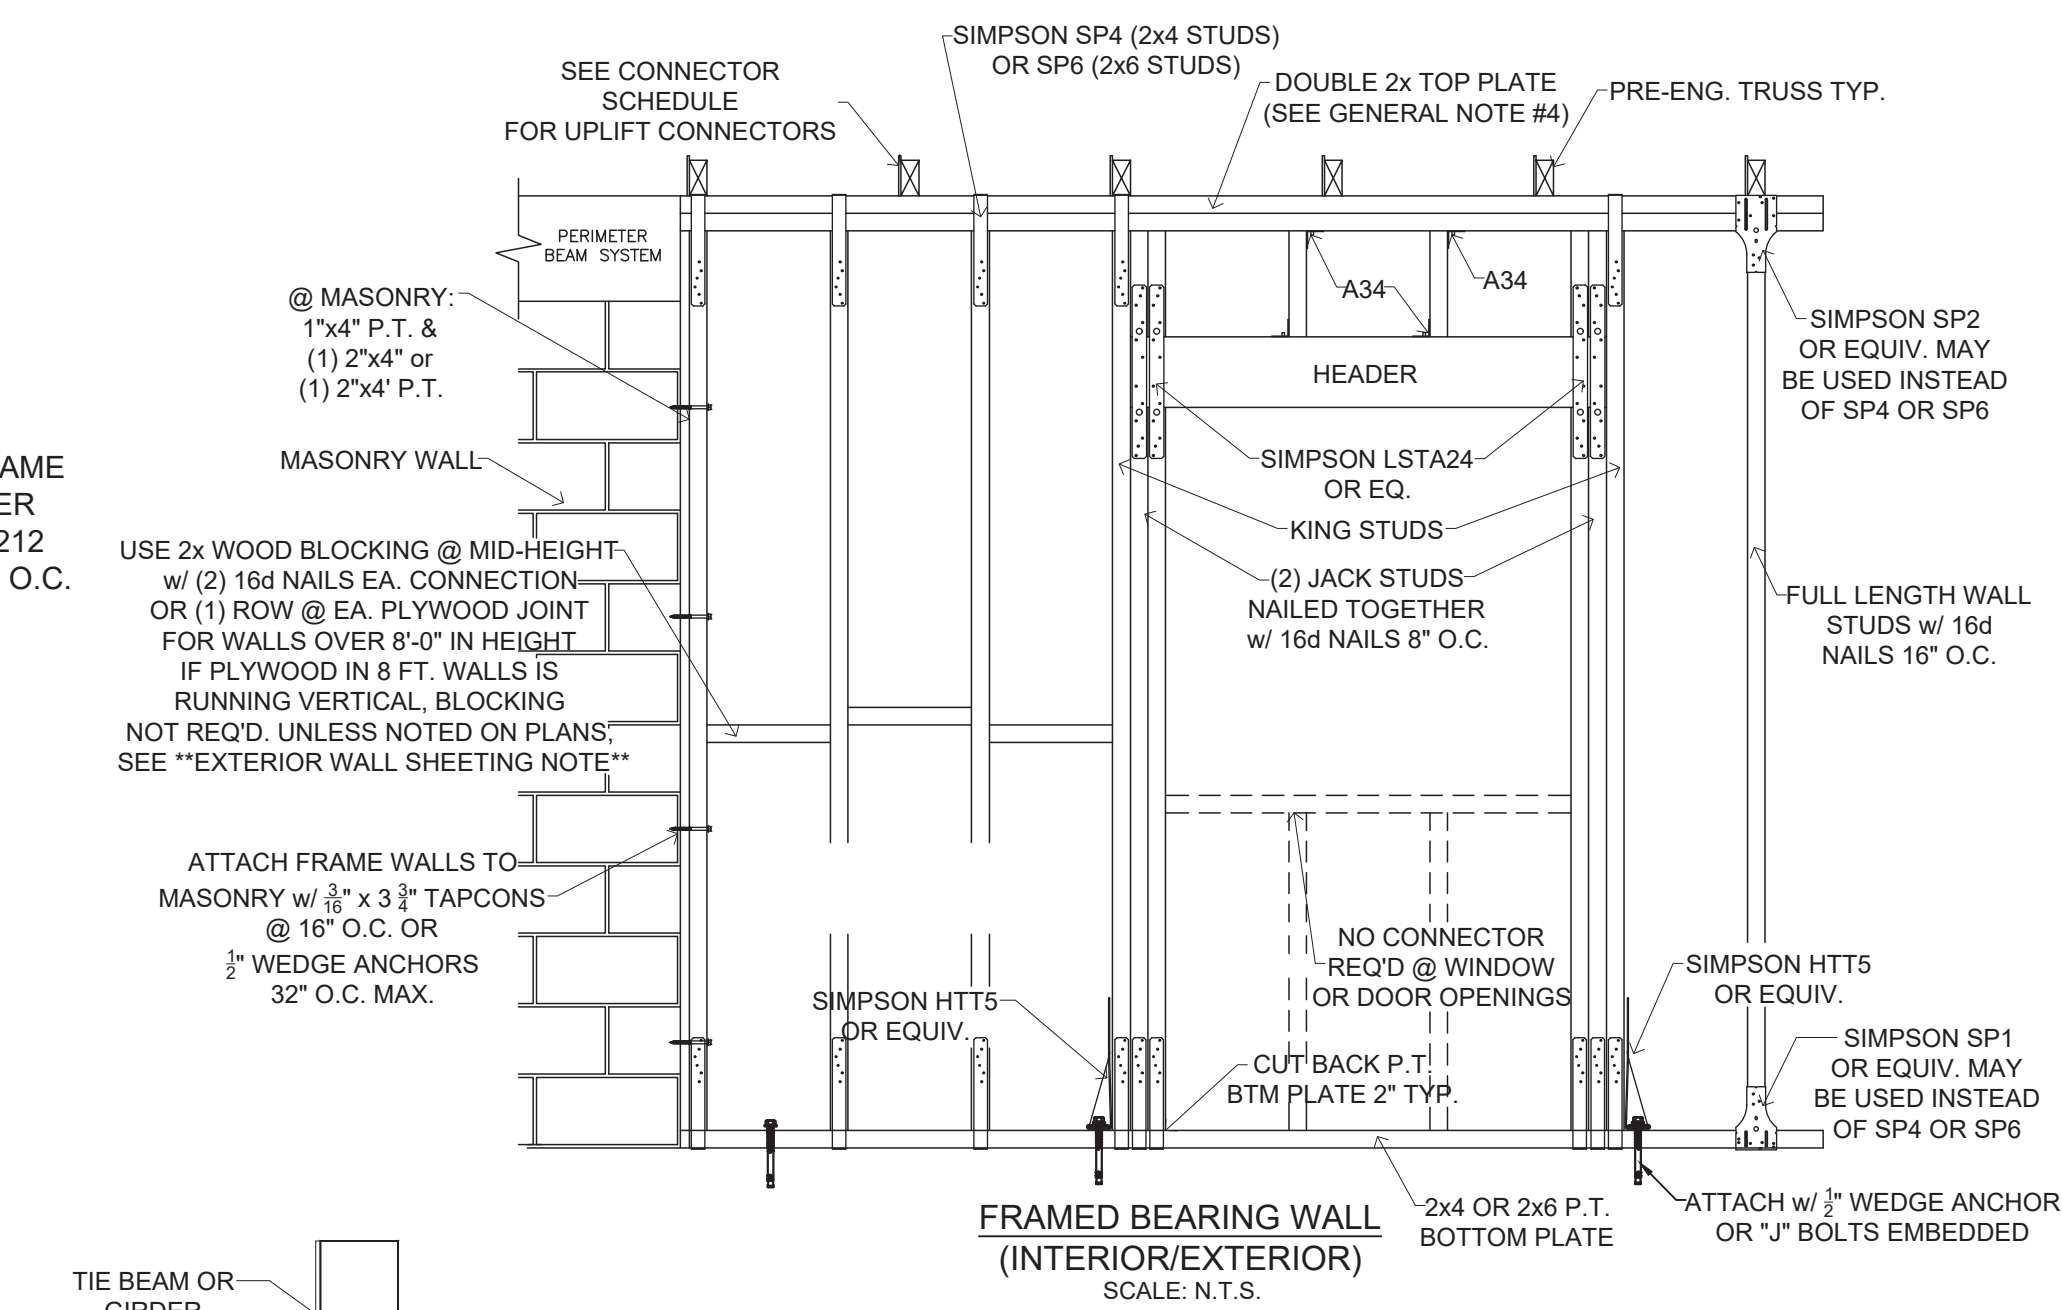 SIMPSON SP4 (2x4 STUDS)
OR SP6 (2x6 STUDS)
SEE CONNECTOR
SCHEDULE
FOR UPLIFT CONNECTORS
DOUBLE 2x TOP PLATE
(SEE GENERAL NOTE #4)
PRE-ENG. TRUSS TYP.
PERIMETER
BEAM SYSTEM
@ MASONRY:
1"x4" P.T. &
(1) 2"x4" or
(1) 2"x4' P.T.
A34
A34
HEADER
SIMPSON SP2
OR EQUIV. MAY
BE USED INSTEAD
OF SP4 OR SP6
MASONRY WALL
SIMPSON LSTA24
OR EQ.
KING STUDS
(2) JACK STUDS
NAILED TOGETHER
w/ 16d NAILS 8" O.C.
AME
ER
212
O.C.
USE 2x WOOD BLOCKING @ MID-HEIGHT
w/ (2) 16d NAILS EA. CONNECTION
OR (1) ROW @ EA. PLYWOOD JOINT
FOR WALLS OVER 8'-0" IN HEIGHT
IF PLYWOOD IN 8 FT. WALLS IS
RUNNING VERTICAL, BLOCKING
NOT REQ'D. UNLESS NOTED ON PLANS,
SEE **EXTERIOR WALL SHEETING NOTE**
FULL LENGTH WALL
STUDS w/ 16d
NAILS 16" O.C.
ATTACH FRAME WALLS TO
MASONRY w/ 3/16" x 3 3/4" TAPCONS
@ 16" O.C. OR
1/2" WEDGE ANCHORS
32" O.C. MAX.
SIMPSON HTT5
OR EQUIV.
NO CONNECTOR
REQ'D @ WINDOW
OR DOOR OPENINGS
SIMPSON HTT5
OR EQUIV.
CUT BACK P.T.
BTM PLATE 2" TYP.
SIMPSON SP1
OR EQUIV. MAY
BE USED INSTEAD
OF SP4 OR SP6
2x4 OR 2x6 P.T.
BOTTOM PLATE
ATTACH w/ 1/2" WEDGE ANCHOR
OR "J" BOLTS EMBEDDED
FRAMED BEARING WALL
(INTERIOR/EXTERIOR)
SCALE: N.T.S.
TIE BEAM OR
GIRDER